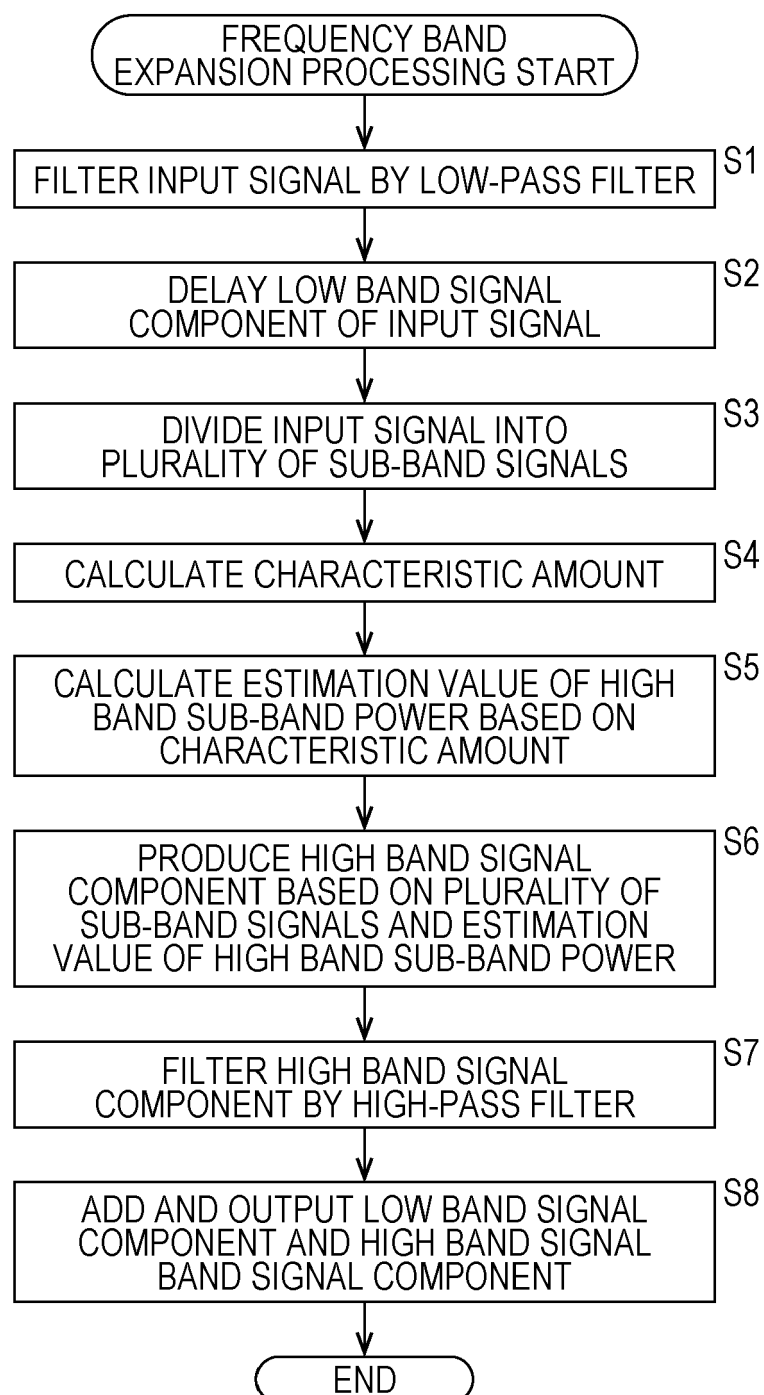 FREQUENCY BAND
EXPANSION PROCESSING START
S1
FILTER INPUT SIGNAL BY LOW-PASS FILTER
S2
DELAY LOW BAND SIGNAL
COMPONENT OF INPUT SIGNAL
S3
DIVIDE INPUT SIGNAL INTO
PLURALITY OF SUB-BAND SIGNALS
S4
CALCULATE CHARACTERISTIC AMOUNT
S5
CALCULATE ESTIMATION VALUE OF HIGH
BAND SUB-BAND POWER BASED ON
CHARACTERISTIC AMOUNT
S6
PRODUCE HIGH BAND SIGNAL
COMPONENT BASED ON PLURALITY OF
SUB-BAND SIGNALS AND ESTIMATION
VALUE OF HIGH BAND SUB-BAND POWER
S7
FILTER HIGH BAND SIGNAL
COMPONENT BY HIGH-PASS FILTER
S8
ADD AND OUTPUT LOW BAND SIGNAL
COMPONENT AND HIGH BAND SIGNAL
BAND SIGNAL COMPONENT
END